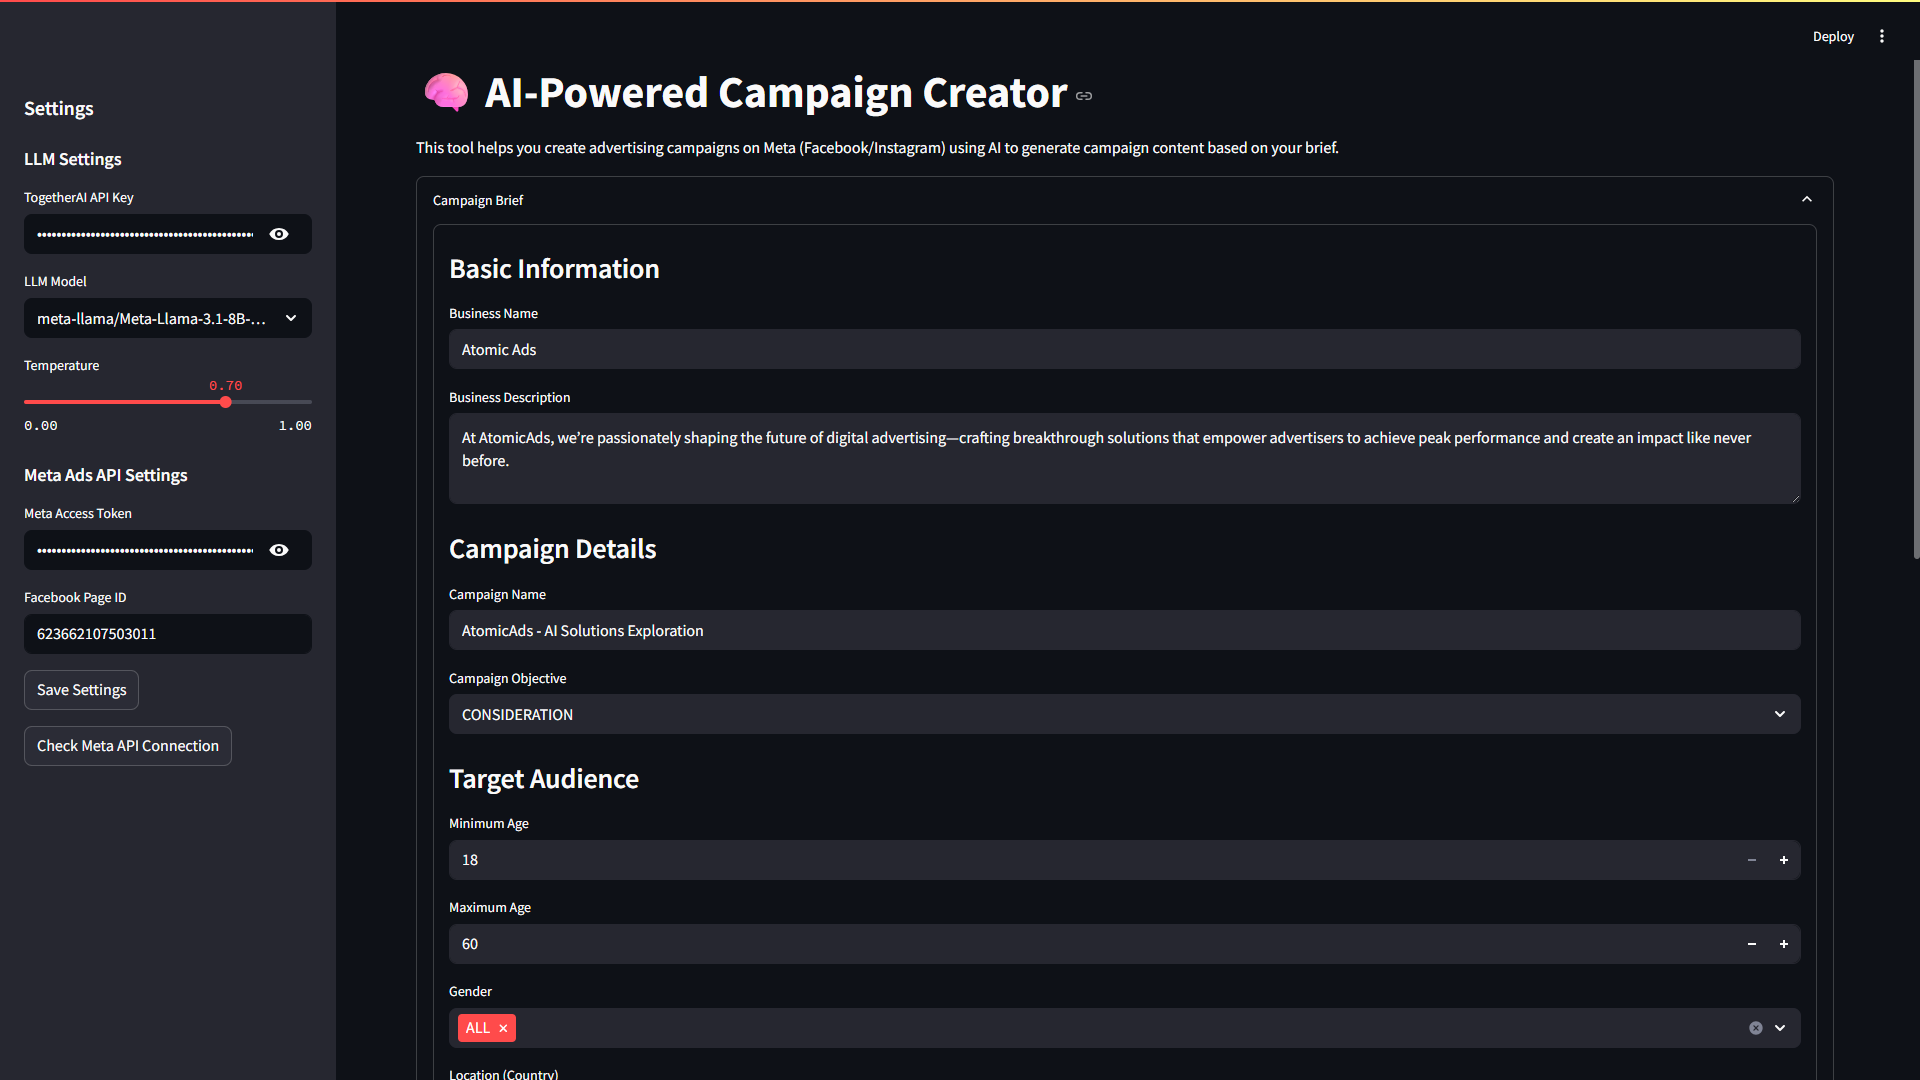 Deploy
Settings
LLM Settings
TogetherAI API Key
LLM Model
meta-llama/Meta-Llama-3.1-8B-...
Temperature
0.70
0.00 1.00
Meta Ads API Settings
Meta Access Token
Facebook Page ID
623662107503011
Save Settings
Check Meta API Connection
AI-Powered Campaign Creator
This tool helps you create advertising campaigns on Meta (Facebook/Instagram) using AI to generate campaign content based on your brief.
Campaign Brief
Basic Information
Business Name
Atomic Ads
Business Description
At AtomicAds, we’re passionately shaping the future of digital advertising—crafting breakthrough solutions that empower advertisers to achieve peak performance and create an impact like never
before.
Campaign Details
Campaign Name
AtomicAds - AI Solutions Exploration
Campaign Objective
CONSIDERATION
Target Audience
Minimum Age
18
Maximum Age
60
Gender
ALL
Location (Country)